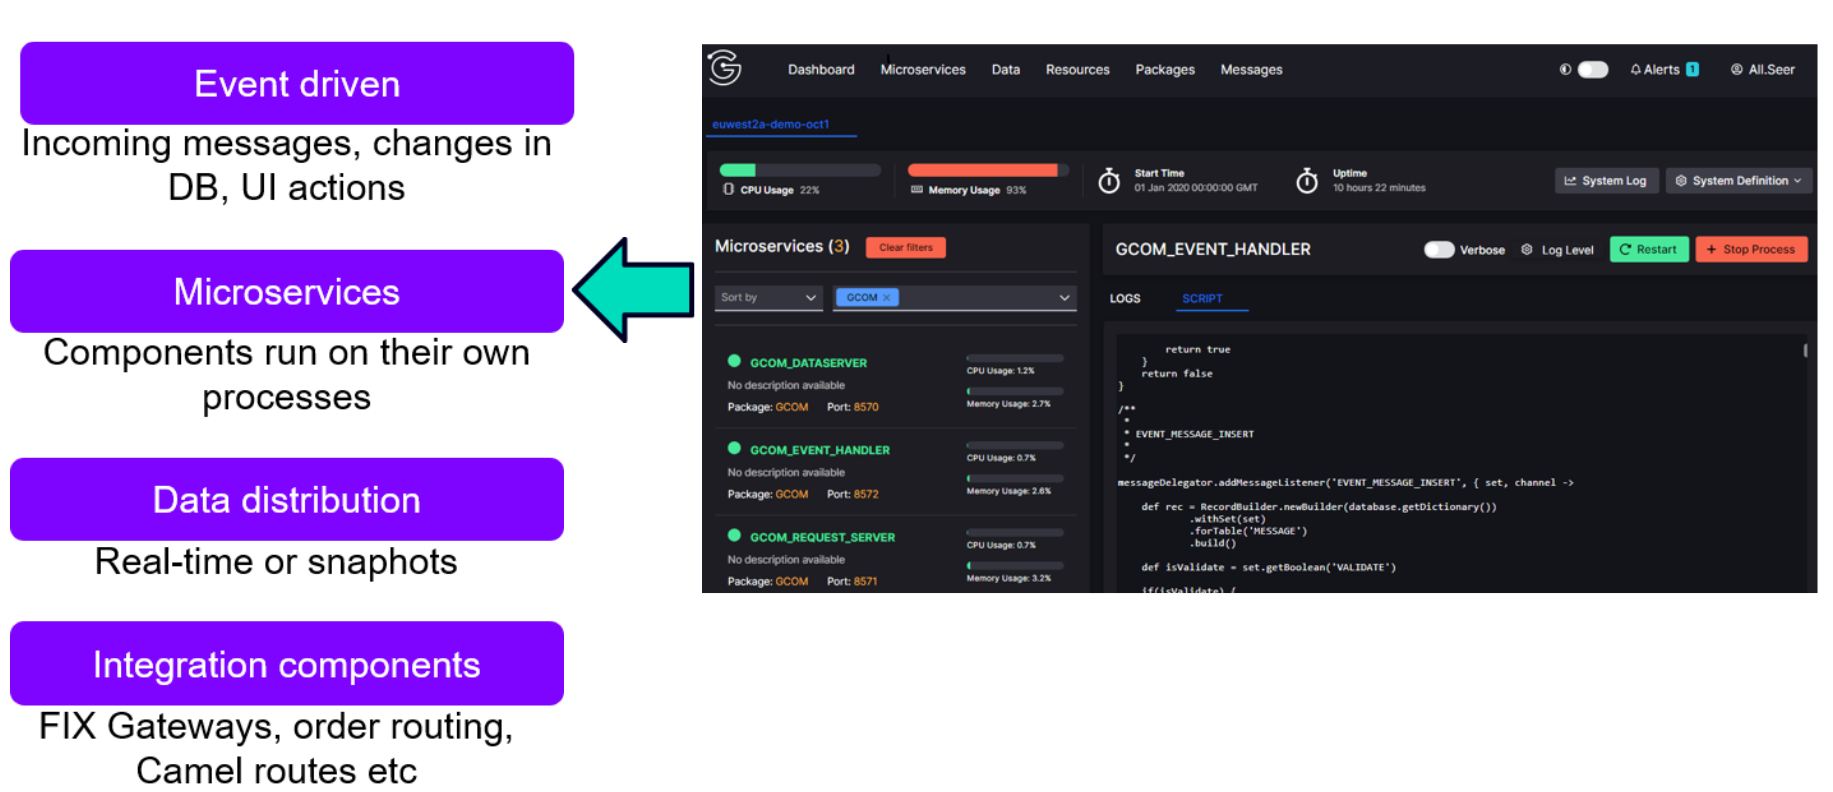 Event driven
Incoming messages, changes in
DB, UI actions
Microservices
Components run on their own
processes
Data distribution
Real-time or snaphots
Integration components
FIX Gateways, order routing,
Camel routes etc
Dashboard Microservices Data Resources Packages Messages Alerts 1 All.Seer
euwest2a-demo-oct1
CPU Usage 22% Memory Usage 93% Start Time Uptime
01 Jan 2020 00:00:00 GMT 10 hours 22 minutes System Log System Definition
Microservices (3) Clear filters
Sort by GCOM ×
GCOM_DATASERVER
CPU Usage: 1.2%
No description available
Package: GCOM Port: 8570 Memory Usage: 2.7%
GCOM_EVENT_HANDLER
CPU Usage: 0.7%
No description available
Package: GCOM Port: 8572 Memory Usage: 2.6%
GCOM_REQUEST_SERVER
CPU Usage: 0.7%
No description available
Package: GCOM Port: 8571 Memory Usage: 3.2%
GCOM_EVENT_HANDLER Verbose Log Level Restart + Stop Process
LOGS SCRIPT
return true
}
return false
}
/**
*
* EVENT_MESSAGE_INSERT
*
*/
messageDelegator.addMessageListener('EVENT_MESSAGE_INSERT', { set, channel ->
def rec = RecordBuilder.newBuilder(database.getDictionary())
.withSet(set)
.forTable('MESSAGE')
.build()
def isValidate = set.getBoolean('VALIDATE')
if(isValidate) {